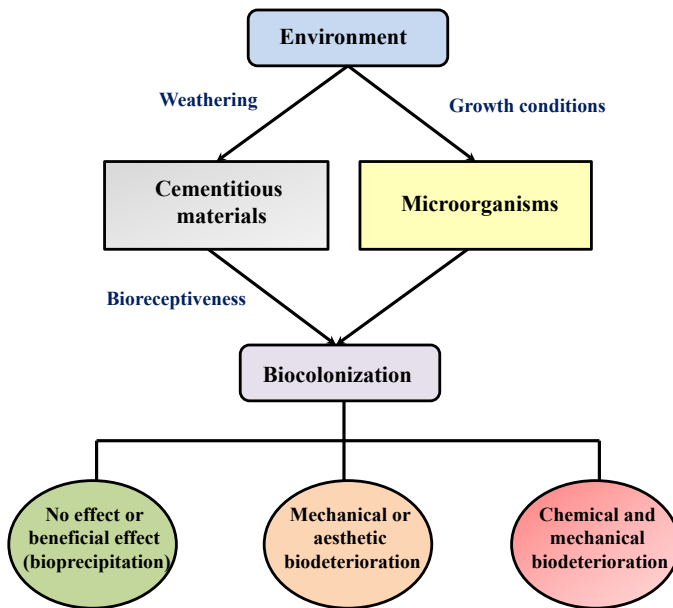 Environment
Weathering
Growth conditions
Cementitious
materials
Microorganisms
Bioreceptiveness
Biocolonization
No effect or
beneficial effect
(bioprecipitation)
Mechanical or
aesthetic
biodeterioration
Chemical and
mechanical
biodeterioration